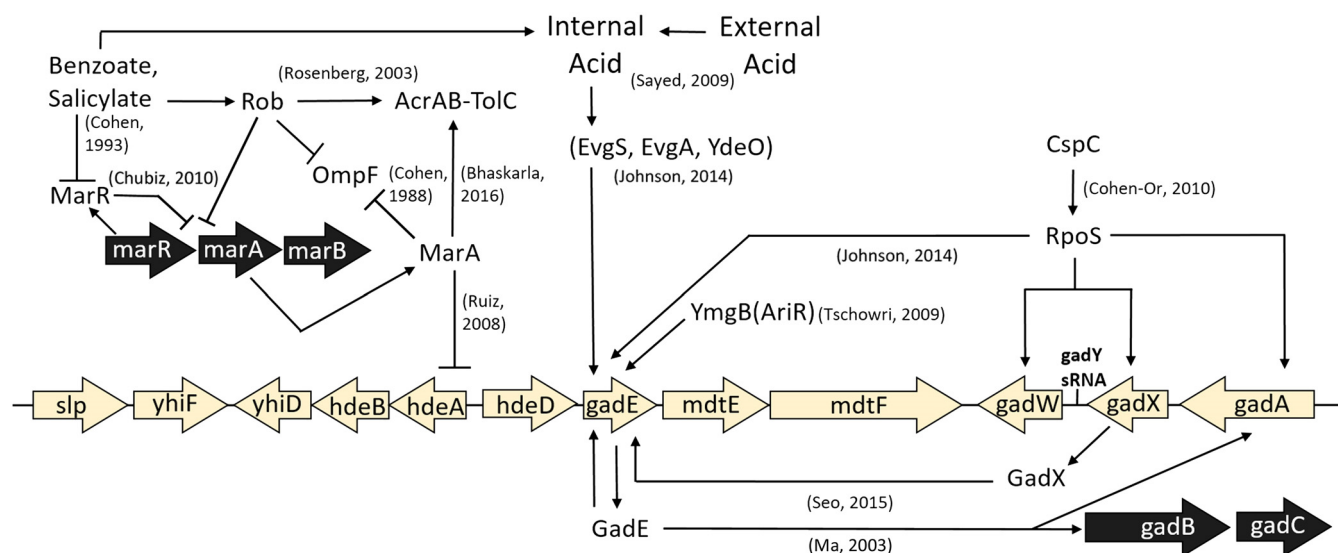 Internal
Acid
External
Acid
(Sayed, 2009)
Benzoate,
Salicylate
(Cohen,
1993)
(Rosenberg, 2003)
Rob
AcrAB-TolC
(EvgS, EvgA, YdeO)
(Johnson, 2014)
CspC
(Cohen-Or, 2010)
RpoS
(Johnson, 2014)
OmpF
(Cohen,
1988)
(Bhaskarla,
2016)
MarR
(Chubiz, 2010)
marR
marA
marB
MarA
(Ruiz,
2008)
YmgB(AriR)
(Tschowri, 2009)
gadY
sRNA
slp
yhiF
yhiD
hdeB
hdeA
hdeD
gadE
mdtE
mdtF
gadW
gadX
gadA
GadX
(Seo, 2015)
GadE
(Ma, 2003)
gadB
gadC